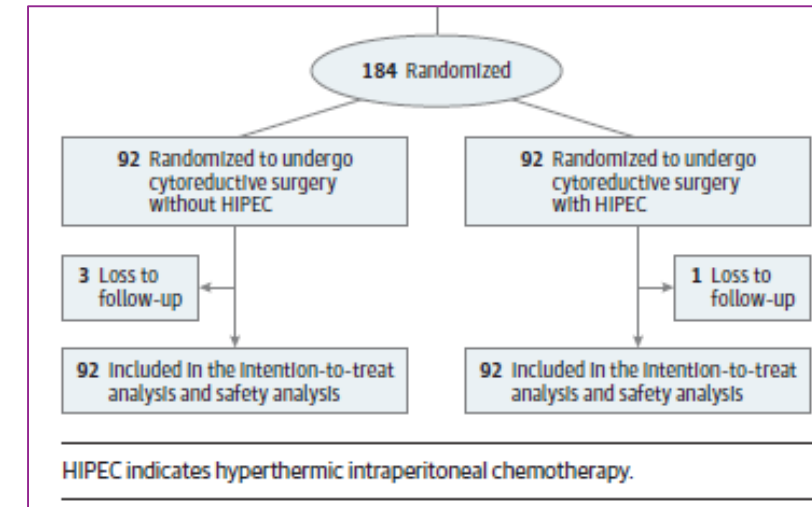 184 Randomized
92 Randomized to undergo
cytoreductive surgery
without HIPEC
92 Randomized to undergo
cytoreductive surgery
with HIPEC
3 Loss to
follow-up
1 Loss to
follow-up
92 Included in the intention-to-treat
analysis and safety analysis
92 Included in the intention-to-treat
analysis and safety analysis
HIPEC indicates hyperthermic intraperitoneal chemotherapy.